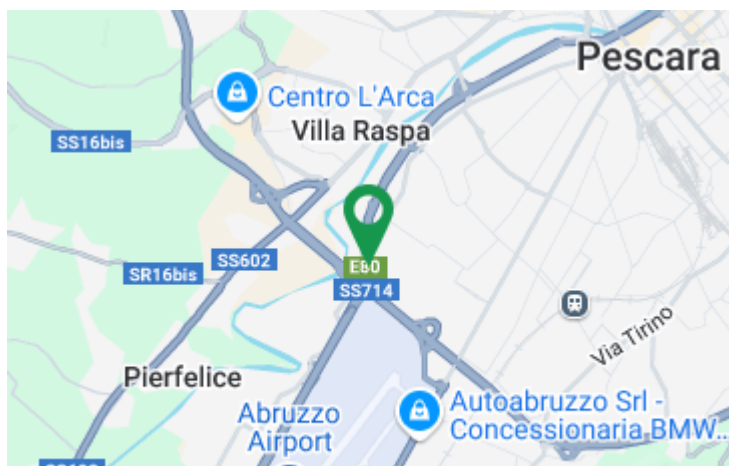 Pescara
Centro L'Arca
Villa Raspa
SS16bis
SS602
E80
SR16bis
SS714
Via Tirino
Pierfelice
Abruzzo
Airport
Autoabruzzo Srl -
Concessionaria BMW...